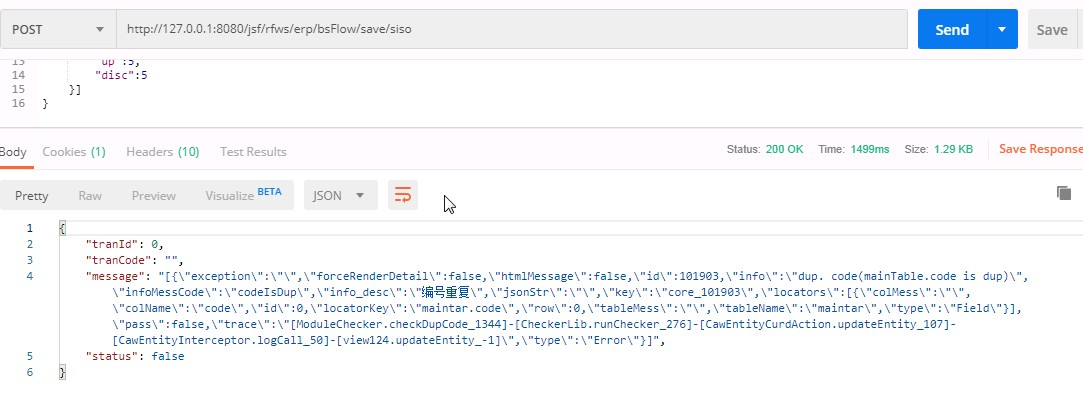 POST http://127.0.0.1:8080/jsf/rfws/erp/bsFlow/save/siso Send Save
13 "up":5,
14 "disc":5
15 }]
16 }
Body Cookies (1) Headers (10) Test Results Status: 200 OK Time: 1499ms Size: 1.29 KB Save Response
Pretty Raw Preview Visualize BETA JSON
1 {
2 "tranId": 0,
3 "tranCode": "",
4 "message": "[{\"exception\":\"\",\"forceRenderDetail\":false,\"htmlMessage\":false,\"id\":101903,\"info\":\"dup. code(mainTable.code is dup)\",
\"infoMessCode\":\"codeIsDup\",\"info_desc\":\"编号重复\",\"jsonStr\":\"\",\"key\":\"core_101903\",\"locators\":[{\"colMess\":\"\",
\"colName\":\"code\",\"id\":0,\"locatorKey\":\"maintar.code\",\"row\":0,\"tableMess\":\"\",\"tableName\":\"maintar\",\"type\":\"Field\"}],
\"pass\":false,\"trace\":\"[ModuleChecker.checkDupCode_1344]-[CheckerLib.runChecker_276]-[CawEntityCurdAction.updateEntity_107]-
[CawEntityInterceptor.logCall_50]-[view124.updateEntity_-1]\",\"type\":\"Error\"}]",
5 "status": false
6 }